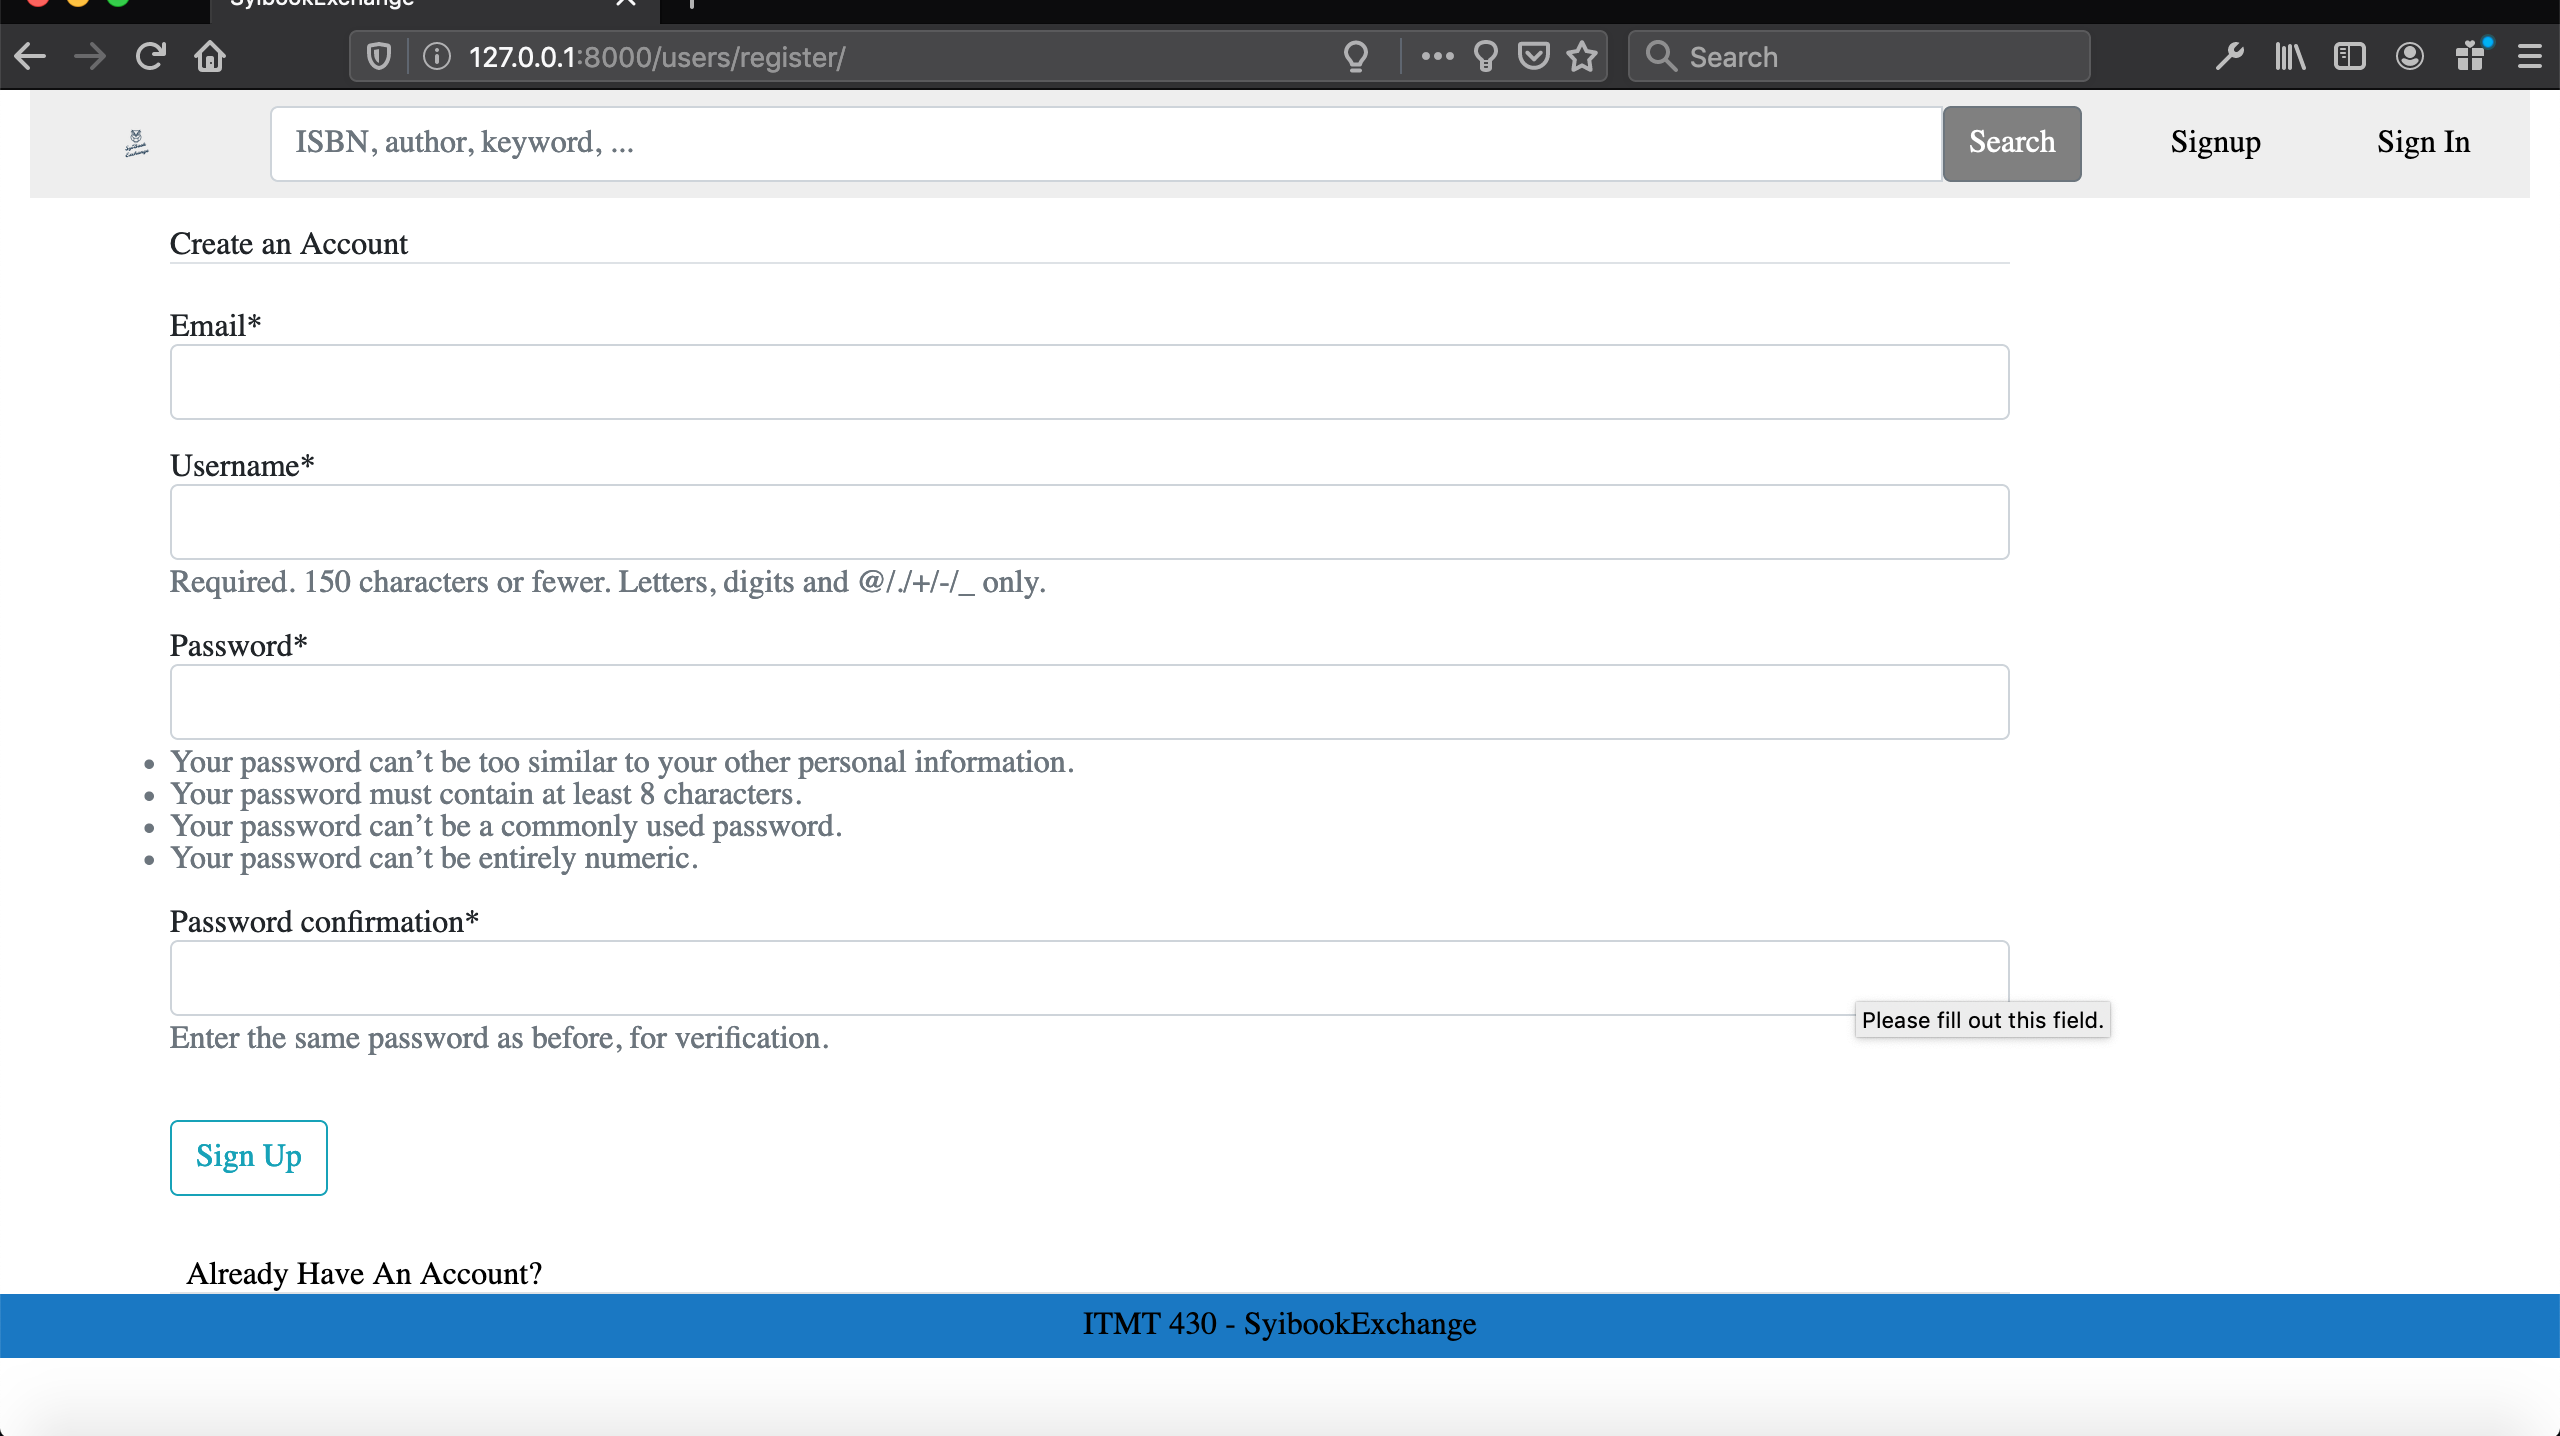 SyibookExchange
127.0.0.1:8000/users/register/
Search
ISBN, author, keyword, ...
Search
Signup
Sign In
Create an Account
Email*
Username*
Required. 150 characters or fewer. Letters, digits and @/./+/-/_ only.
Password*
Your password can’t be too similar to your other personal information.
Your password must contain at least 8 characters.
Your password can’t be a commonly used password.
Your password can’t be entirely numeric.
Password confirmation*
Please fill out this field.
Enter the same password as before, for verification.
Sign Up
Already Have An Account?
ITMT 430 - SyibookExchange